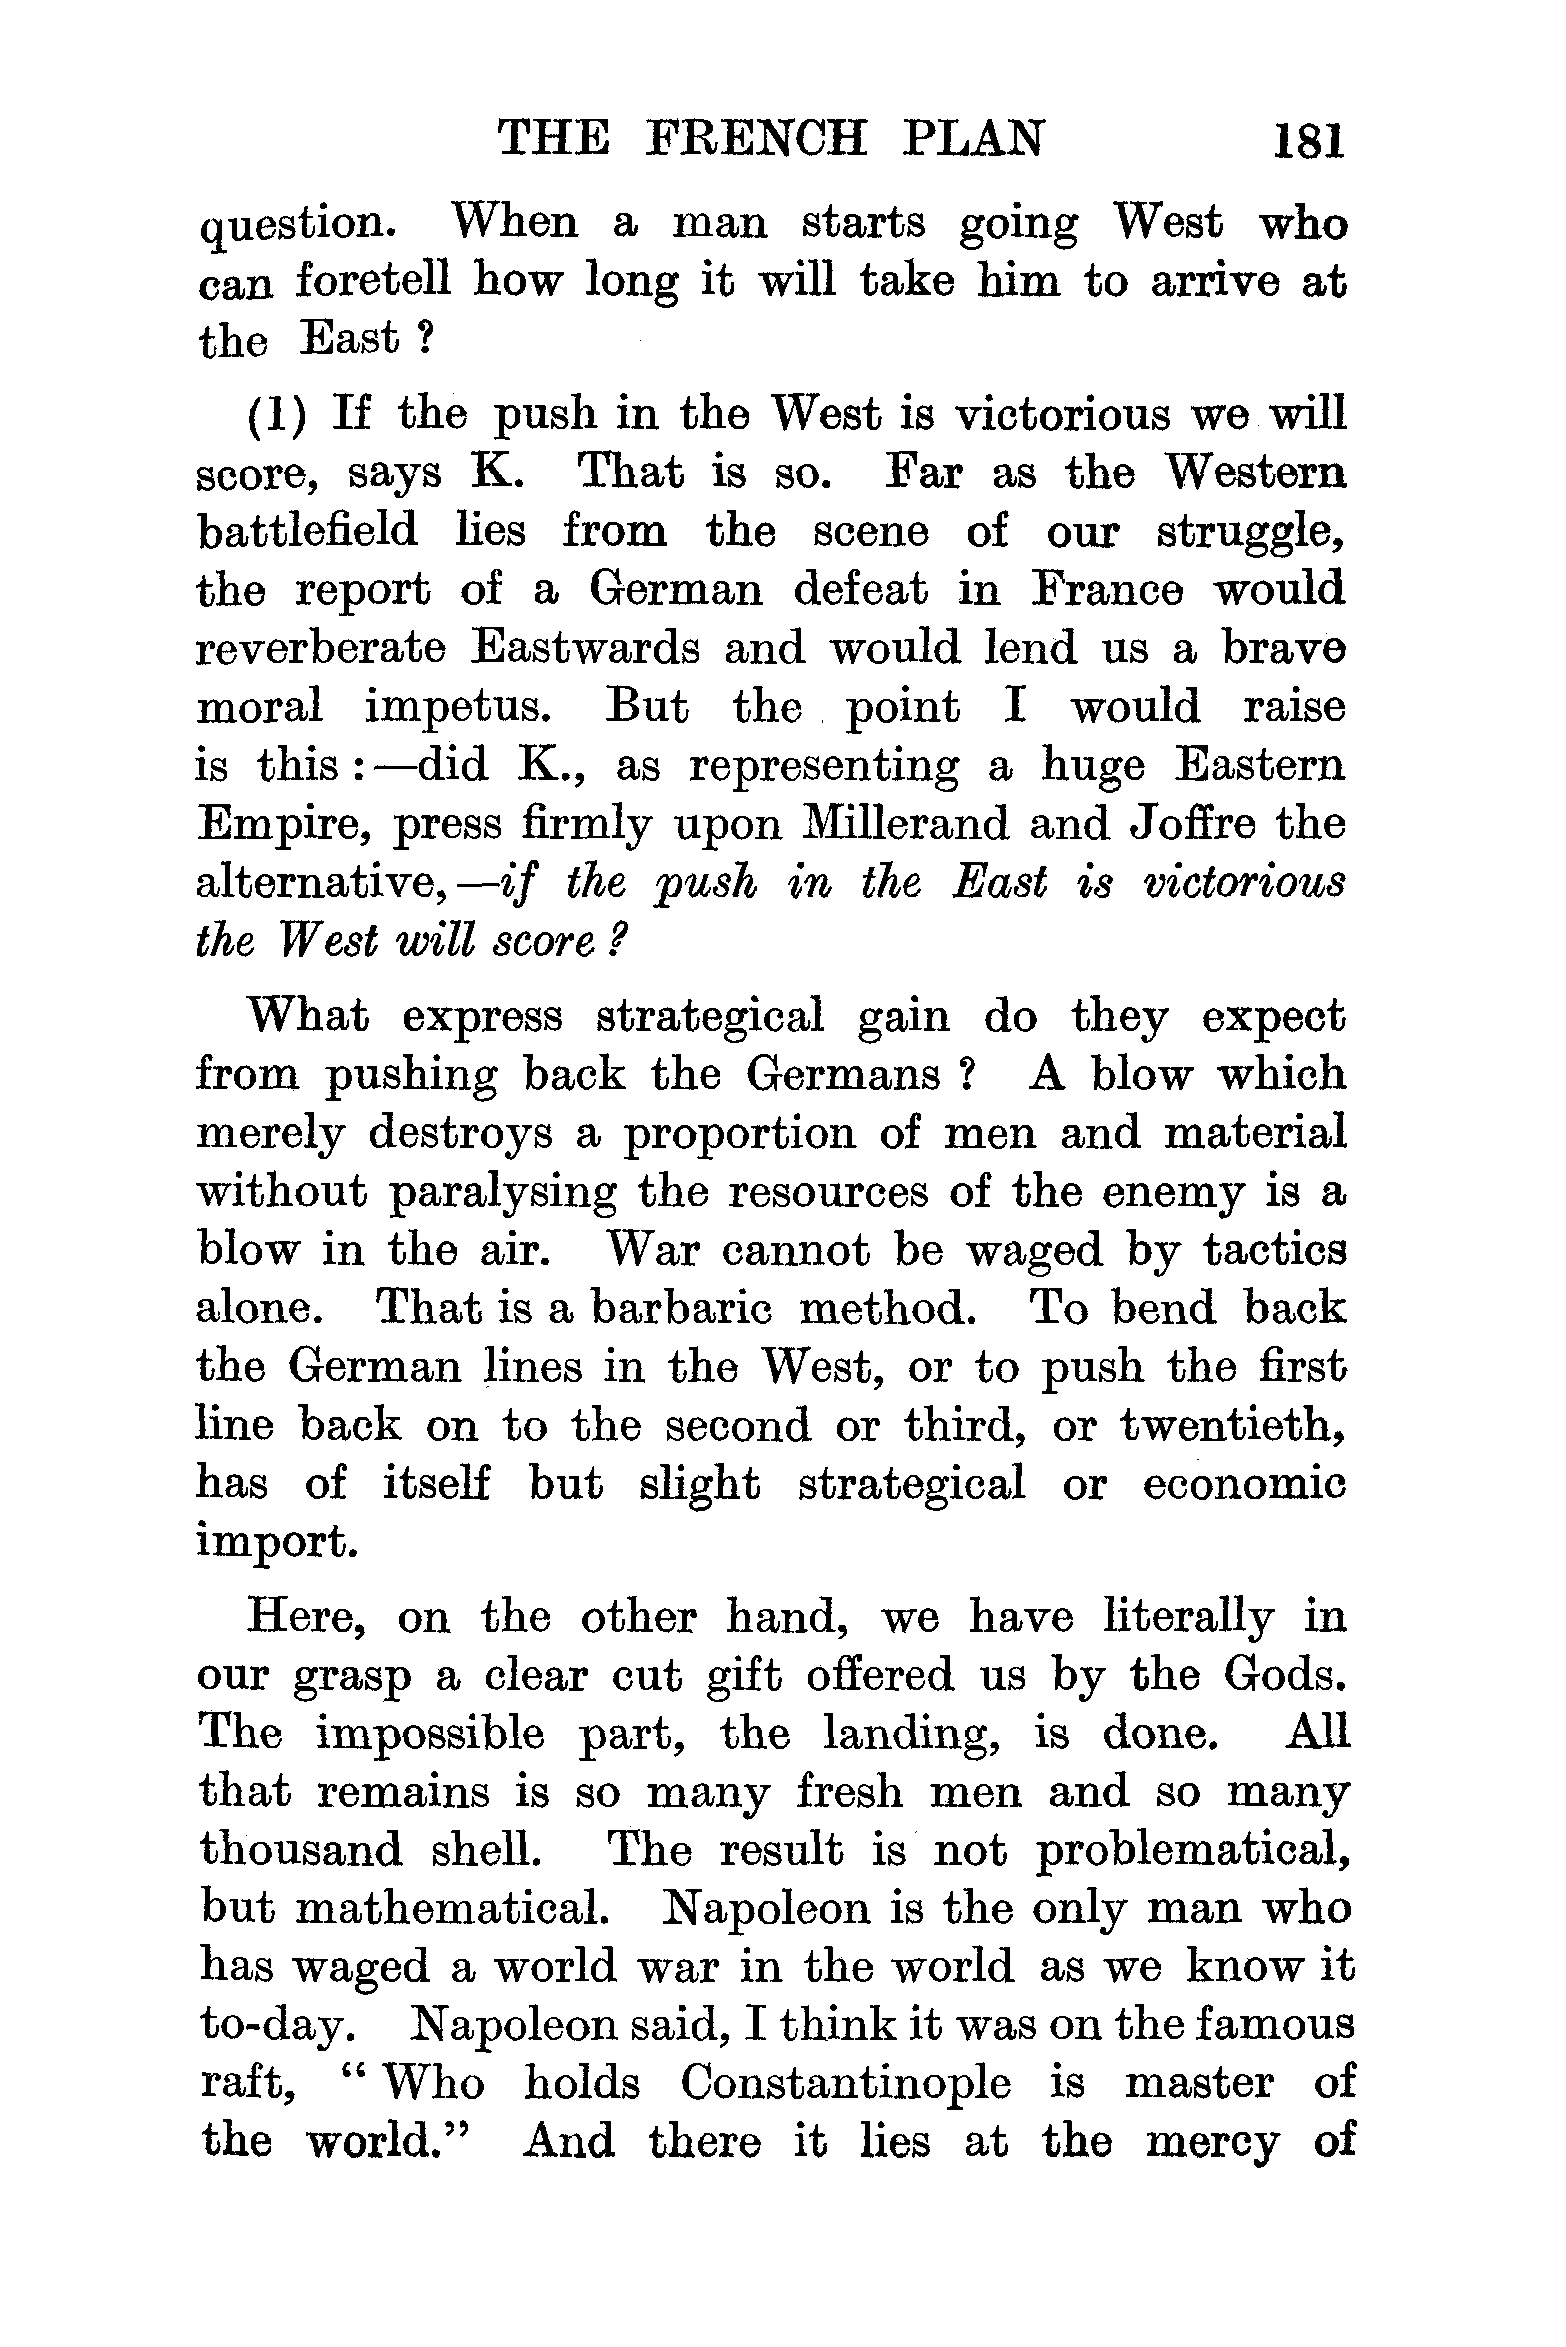 THE FRENCH PLAN 181
question. When a man starts going West who
can foretell how long it will take him to arrive at
the East ?
(1) If the push in the West is victorious we will
score, says K. That is so. Far as the Western
battlefield lies from the scene of our struggle,
the report of a German defeat in France would
reverberate Eastwards and would lend us a brave
moral impetus. But the point I would raise
is this :—did K., as representing a huge Eastern
Empire, press firmly upon Millerand and Joffre the
alternative,—if the push in the East is victorious
the West will score ?
What express strategical gain do they expect
from pushing back the Germans ? A blow which
merely destroys a proportion of men and material
without paralysing the resources of the enemy is a
blow in the air. War cannot be waged by tactics
alone. That is a barbaric method. To bend back
the German lines in the West, or to push the first
line back on to the second or third, or twentieth,
has of itself but slight strategical or economic
import.
Here, on the other hand, we have literally in
our grasp a clear cut gift offered us by the Gods.
The impossible part, the landing, is done. All
that remains is so many fresh men and so many
thousand shell. The result is not problematical,
but mathematical. Napoleon is the only man who
has waged a world war in the world as we know it
to-day. Napoleon said, I think it was on the famous
raft, “ Who holds Constantinople is master of
the world.” And there it lies at the mercy of